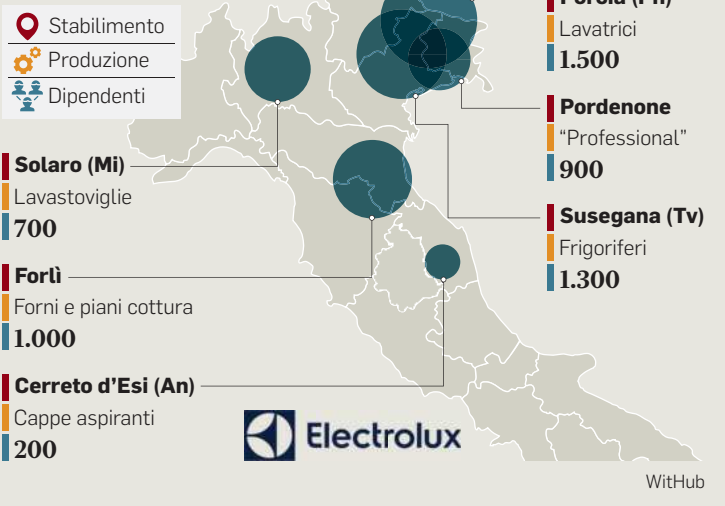 Stabilimento
Produzione
Dipendenti
Solaro (Mi)
Lavastoviglie
700
Forlì
Forni e piani cottura
1.000
Cerreto d’Esi (An)
Cappe aspiranti
200
Lavatrici
1.500
Pordenone
“Professional”
900
Susegana (Tv)
Frigoriferi
1.300
Electrolux
WitHub